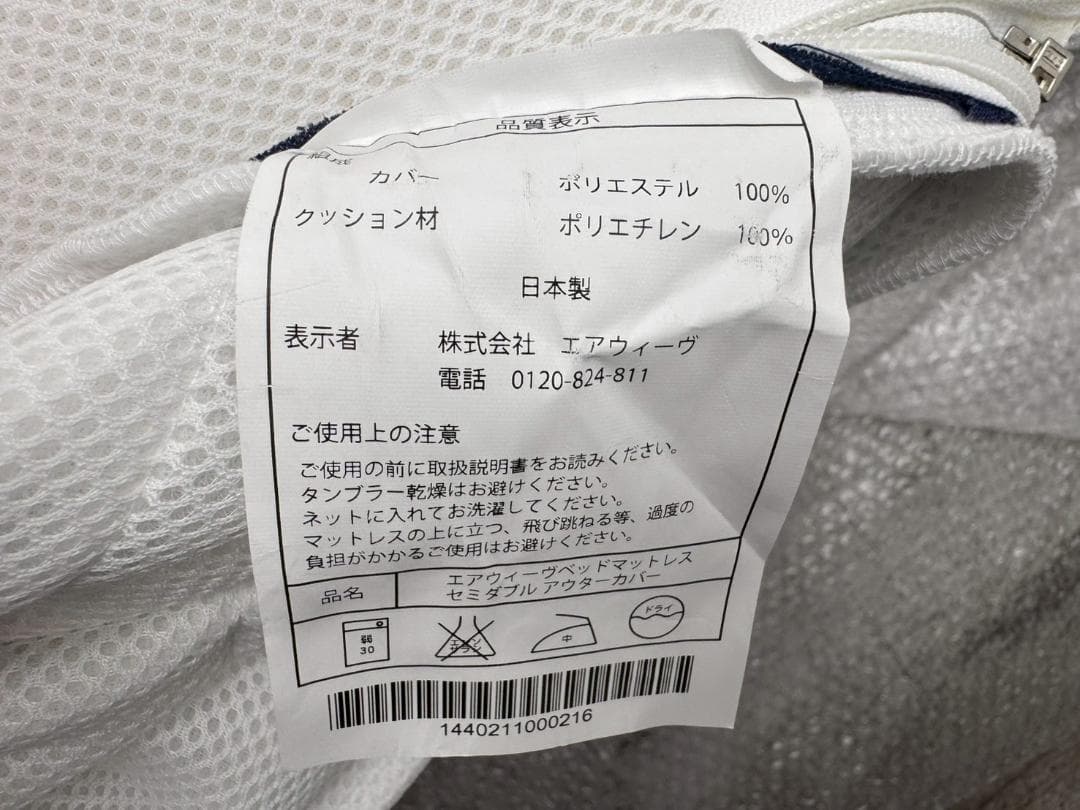 品質表示
組成
カバー ポリエステル 100%
クッション材 ポリエチレン 100%
日本製
表示者 株式会社 エアウィーヴ
電話 0120-824-811
ご使用上の注意
ご使用の前に取扱説明書をお読みください。
タンブラー乾燥はお避けください。
ネットに入れてお洗濯してください。
マットレスの上に立つ、飛び跳ねる等、過度の
負担がかかるご使用はお避けください。
品名 エアウィーヴベッドマットレス
セミダブル アウターカバー
弱
30
エンソ
サラシ
中
ドライ
1440211000216